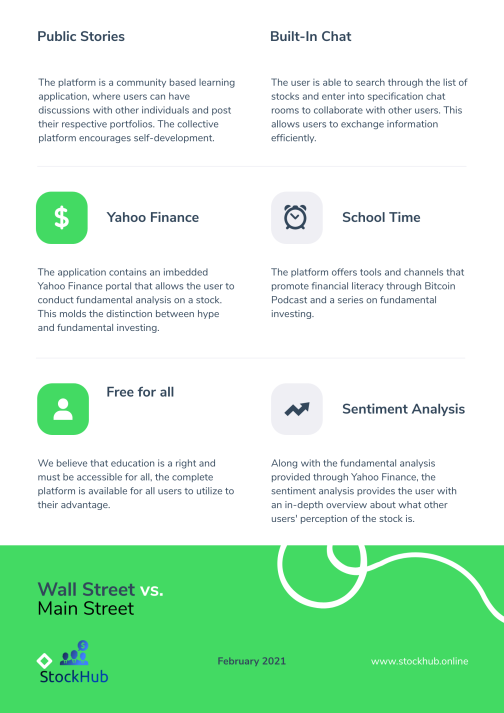 Public Stories
Built-In Chat
The platform is a community based learning
application, where users can have
discussions with other individuals and post
their respective portfolios. The collective
platform encourages self-development.
The user is able to search through the list of
stocks and enter into specification chat
rooms to collaborate with other users. This
allows users to exchange information
efficiently.
$
Yahoo Finance
School Time
The application contains an imbedded
Yahoo Finance portal that allows the user to
conduct fundamental analysis on a stock.
This molds the distinction between hype
and fundamental investing.
The platform offers tools and channels that
promote financial literacy through Bitcoin
Podcast and a series on fundamental
investing.
Free for all
Sentiment Analysis
We believe that education is a right and
must be accessible for all, the complete
platform is available for all users to utilize to
their advantage.
Along with the fundamental analysis
provided through Yahoo Finance, the
sentiment analysis provides the user with
an in-depth overview about what other
users' perception of the stock is.
Wall Street vs.
Main Street
$
StockHub
February 2021
www.stockhub.online